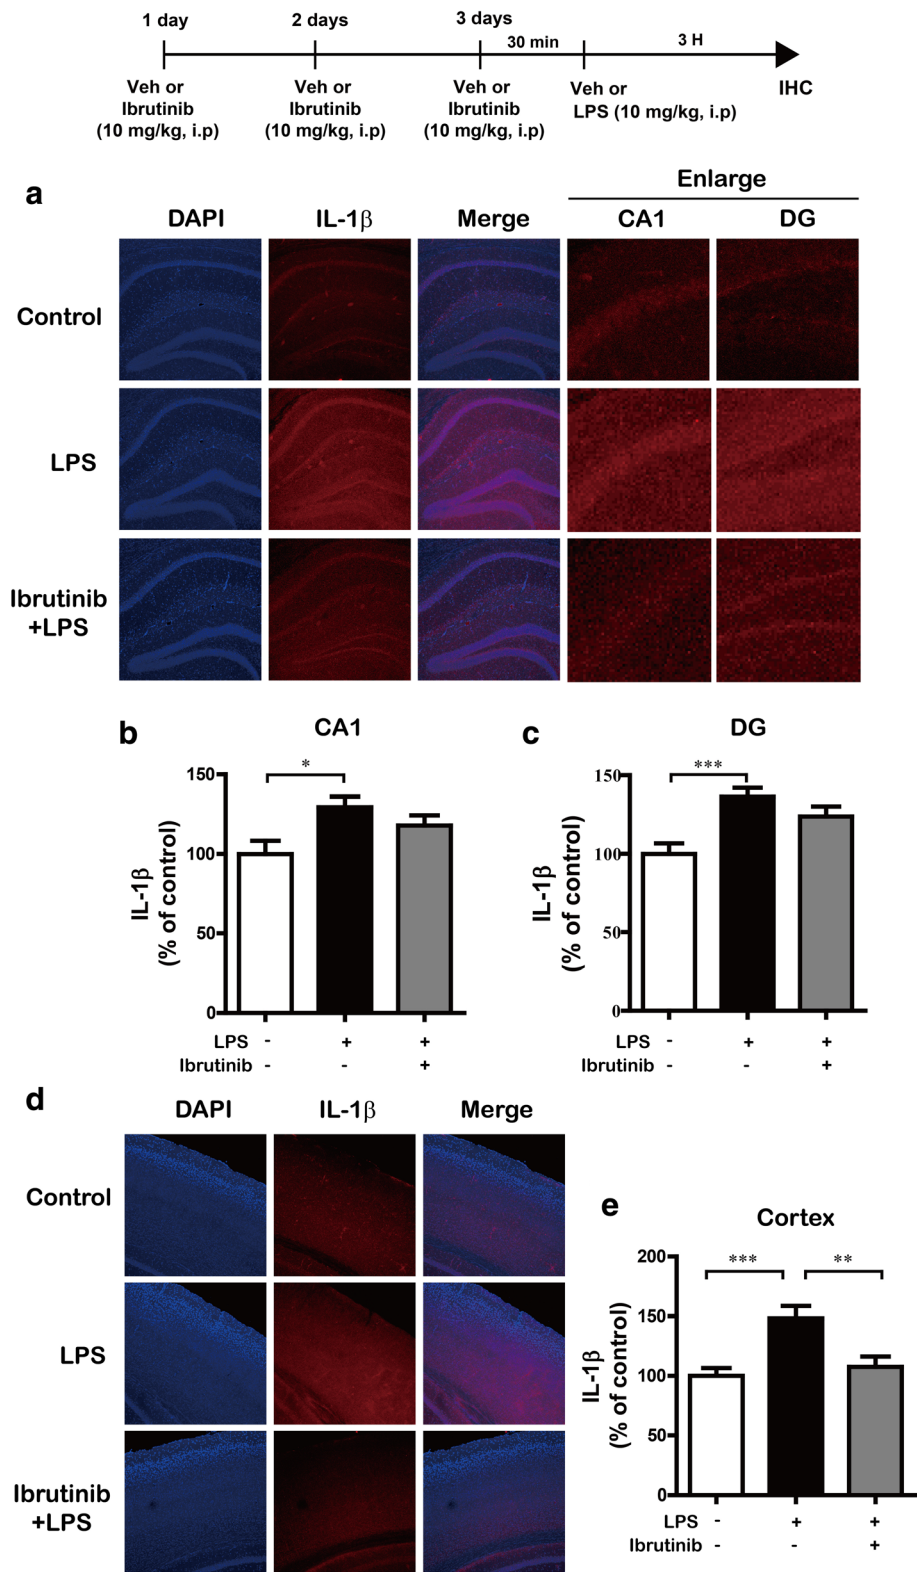 1 day
2 days
3 days
30 min
3 H
Veh or
Ibrutinib
(10 mg/kg, i.p)
Veh or
Ibrutinib
(10 mg/kg, i.p)
Veh or
Ibrutinib
(10 mg/kg, i.p)
Veh or
LPS (10 mg/kg, i.p)
IHC
a
Enlarge
DAPI IL-1β Merge CA1 DG
Control
LPS
Ibrutinib
+LPS
b
CA1
*
150
100
50
0
IL-1β
(% of control)
LPS - + +
Ibrutinib - - +
c
DG
***
150
100
50
0
IL-1β
(% of control)
LPS - + +
Ibrutinib - - +
d
DAPI IL-1β Merge
Control
LPS
Ibrutinib
+LPS
e
Cortex
*** **
200
150
100
50
0
IL-1β
(% of control)
LPS - + +
Ibrutinib - - +